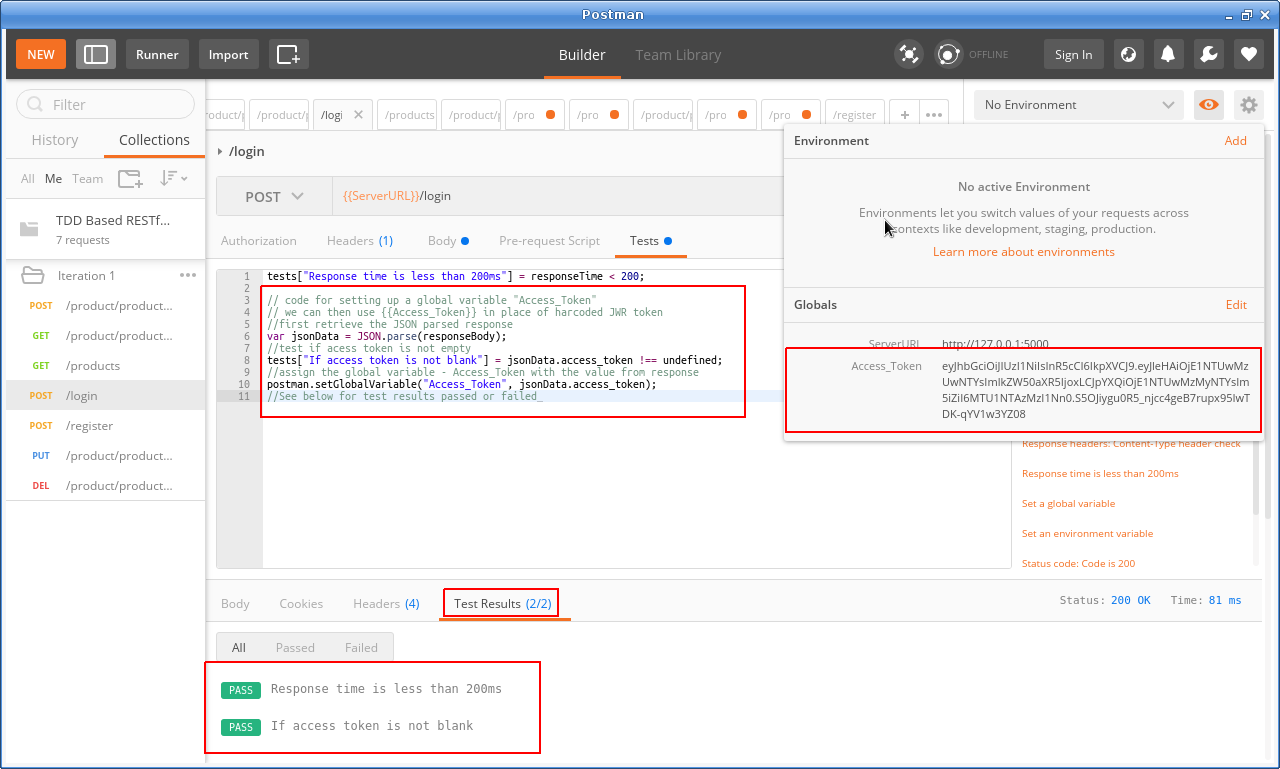 Postman
NEW
Runner
Import
Builder
Team Library
OFFLINE
Sign In
Filter
History
Collections
All Me Team
TDD Based RESTf...
7 requests
Iteration 1
POST /product/product...
GET /product/product...
GET /products
POST /login
POST /register
PUT /product/product...
DEL /product/product...
roduct/p
/product/p
/logi
/products
/product/p
/pro
/pro
/product/p
/pro
/pro
/register
No Environment
/login
POST
{{ServerURL}}/login
Authorization
Headers (1)
Body
Pre-request Script
Tests
1 tests["Response time is less than 200ms"] = responseTime < 200;
2
3 // code for setting up a global variable "Access_Token"
4 // we can then use {{Access_Token}} in place of harcoded JWR token
5 //first retrieve the JSON parsed response
6 var jsonData = JSON.parse(responseBody);
7 //test if acess token is not empty
8 tests["If access token is not blank"] = jsonData.access_token !== undefined;
9 //assign the global variable - Access_Token with the value from response
10 postman.setGlobalVariable("Access_Token", jsonData.access_token);
11 //See below for test results passed or failed_
Environment
Add
No active Environment
Environments let you switch values of your requests across
contexts like development, staging, production.
Learn more about environments
Globals
Edit
ServerURL http://127.0.0.1:5000
Access_Token
Response headers: Content-Type header check
Response time is less than 200ms
Set a global variable
Set an environment variable
Status code: Code is 200
Body
Cookies
Headers (4)
Test Results (2/2)
Status: 200 OK
Time: 81 ms
All
Passed
Failed
PASS Response time is less than 200ms
PASS If access token is not blank